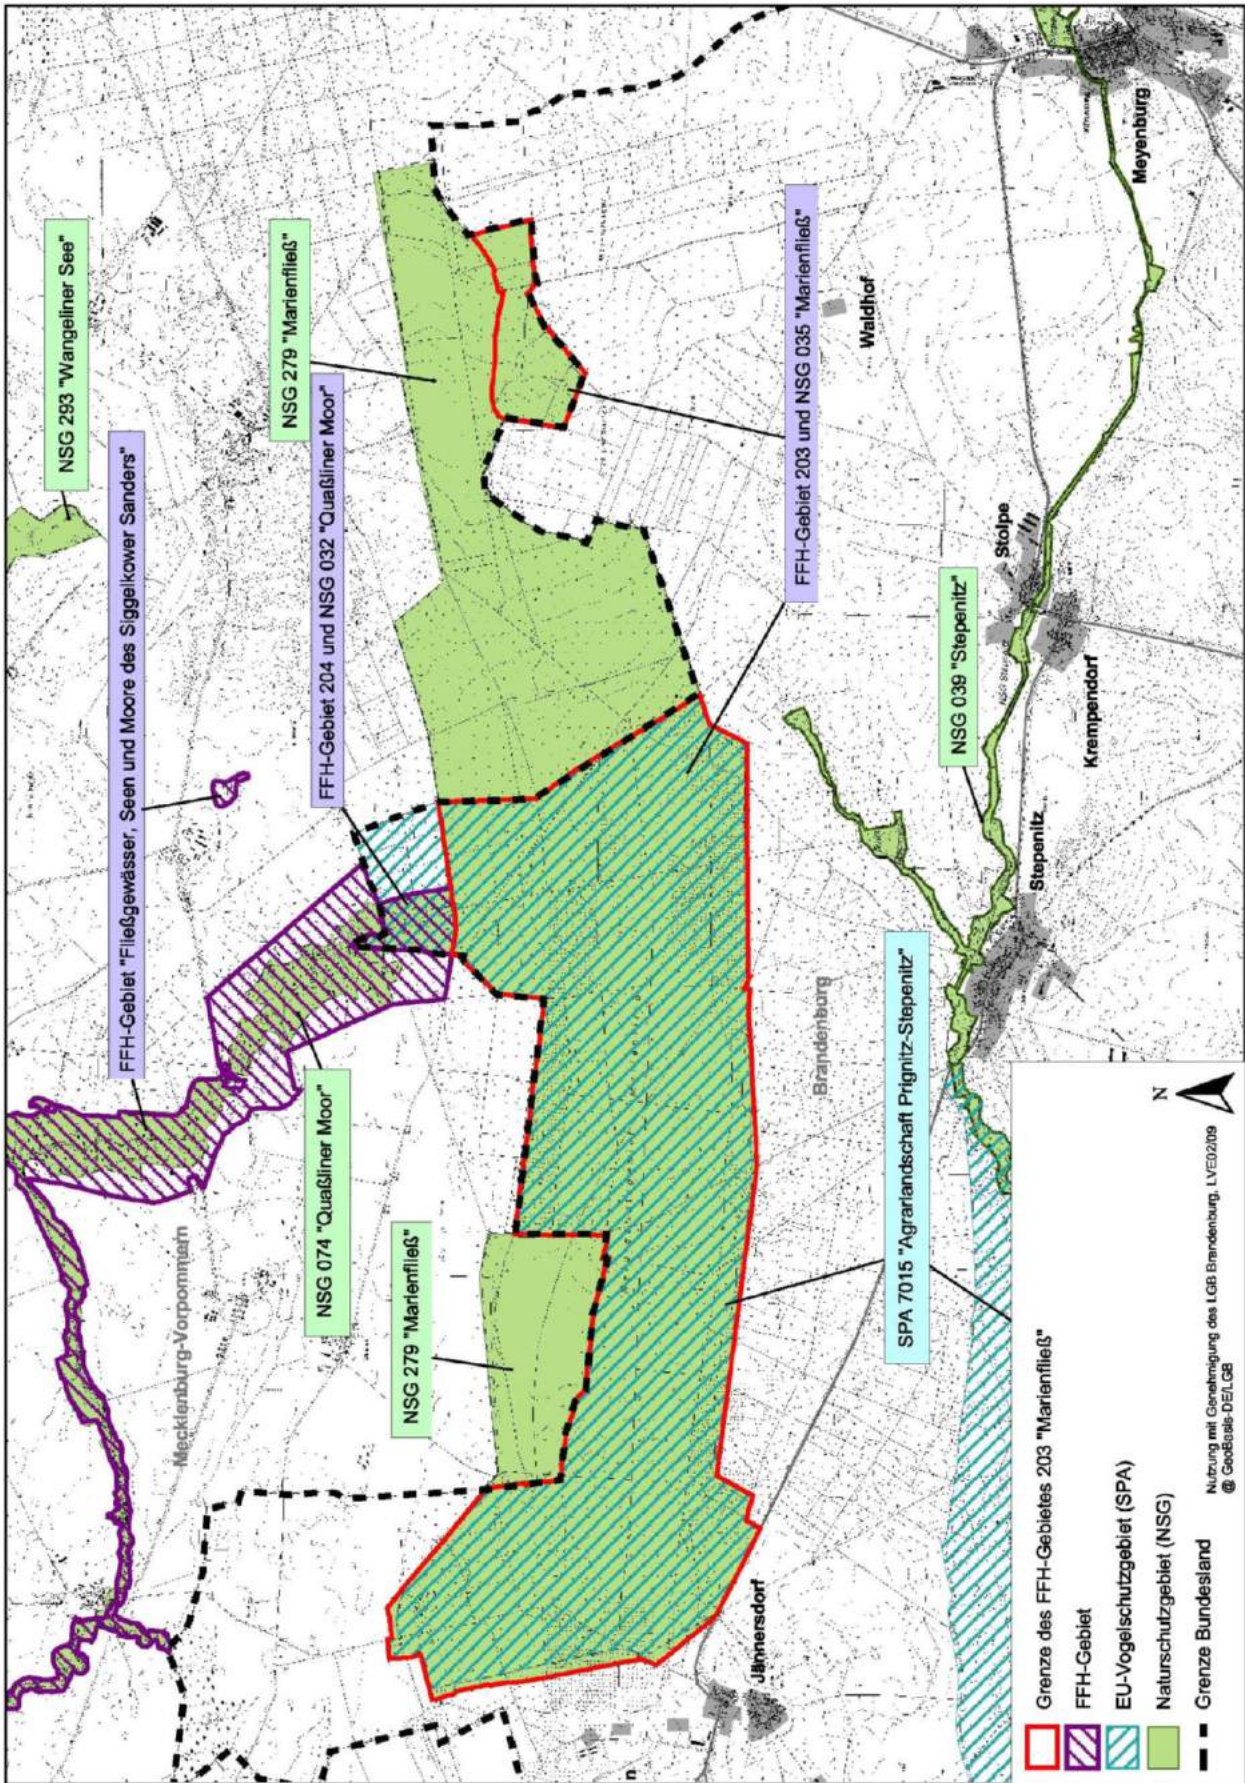 NSG 293 "Wangeliner See"
FFH-Gebiet "Fließgewässer, Seen und Moore des Siggelkower Sanders"
NSG 279 "Marienfließ"
FFH-Gebiet 204 und NSG 032 "Quaßliner Moor"
NSG 074 "Quaßliner Moor"
Mecklenburg-Vorpommern
NSG 279 "Marienfließ"
FFH-Gebiet 203 und NSG 035 "Marienfließ"
Waldhof
Brandenburg
SPA 7015 "Agrarlandschaft Prignitz-Stepenitz"
NSG 039 "Stepenitz"
Stolpe
Meyenburg
Krempendorf
Stepenitz
Jännersdorf
Grenze des FFH-Gebietes 203 "Marienfließ"
FFH-Gebiet
EU-Vogelschutzgebiet (SPA)
Naturschutzgebiet (NSG)
Grenze Bundesland
N
Nutzung mit Genehmigung des LGB Brandenburg, LVE02/09
@ GeoBasis-DE/LGB